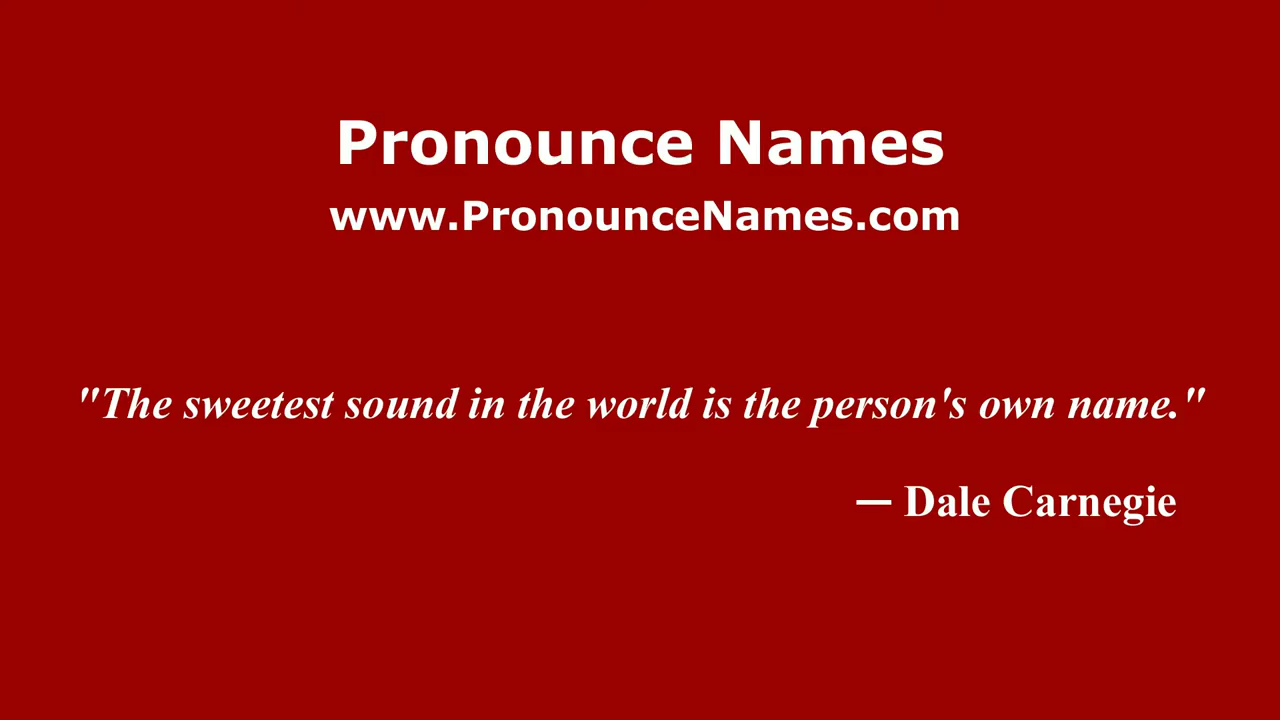 Pronounce Names
www.PronounceNames.com
"The sweetest sound in the world is the person's own name."
— Dale Carnegie